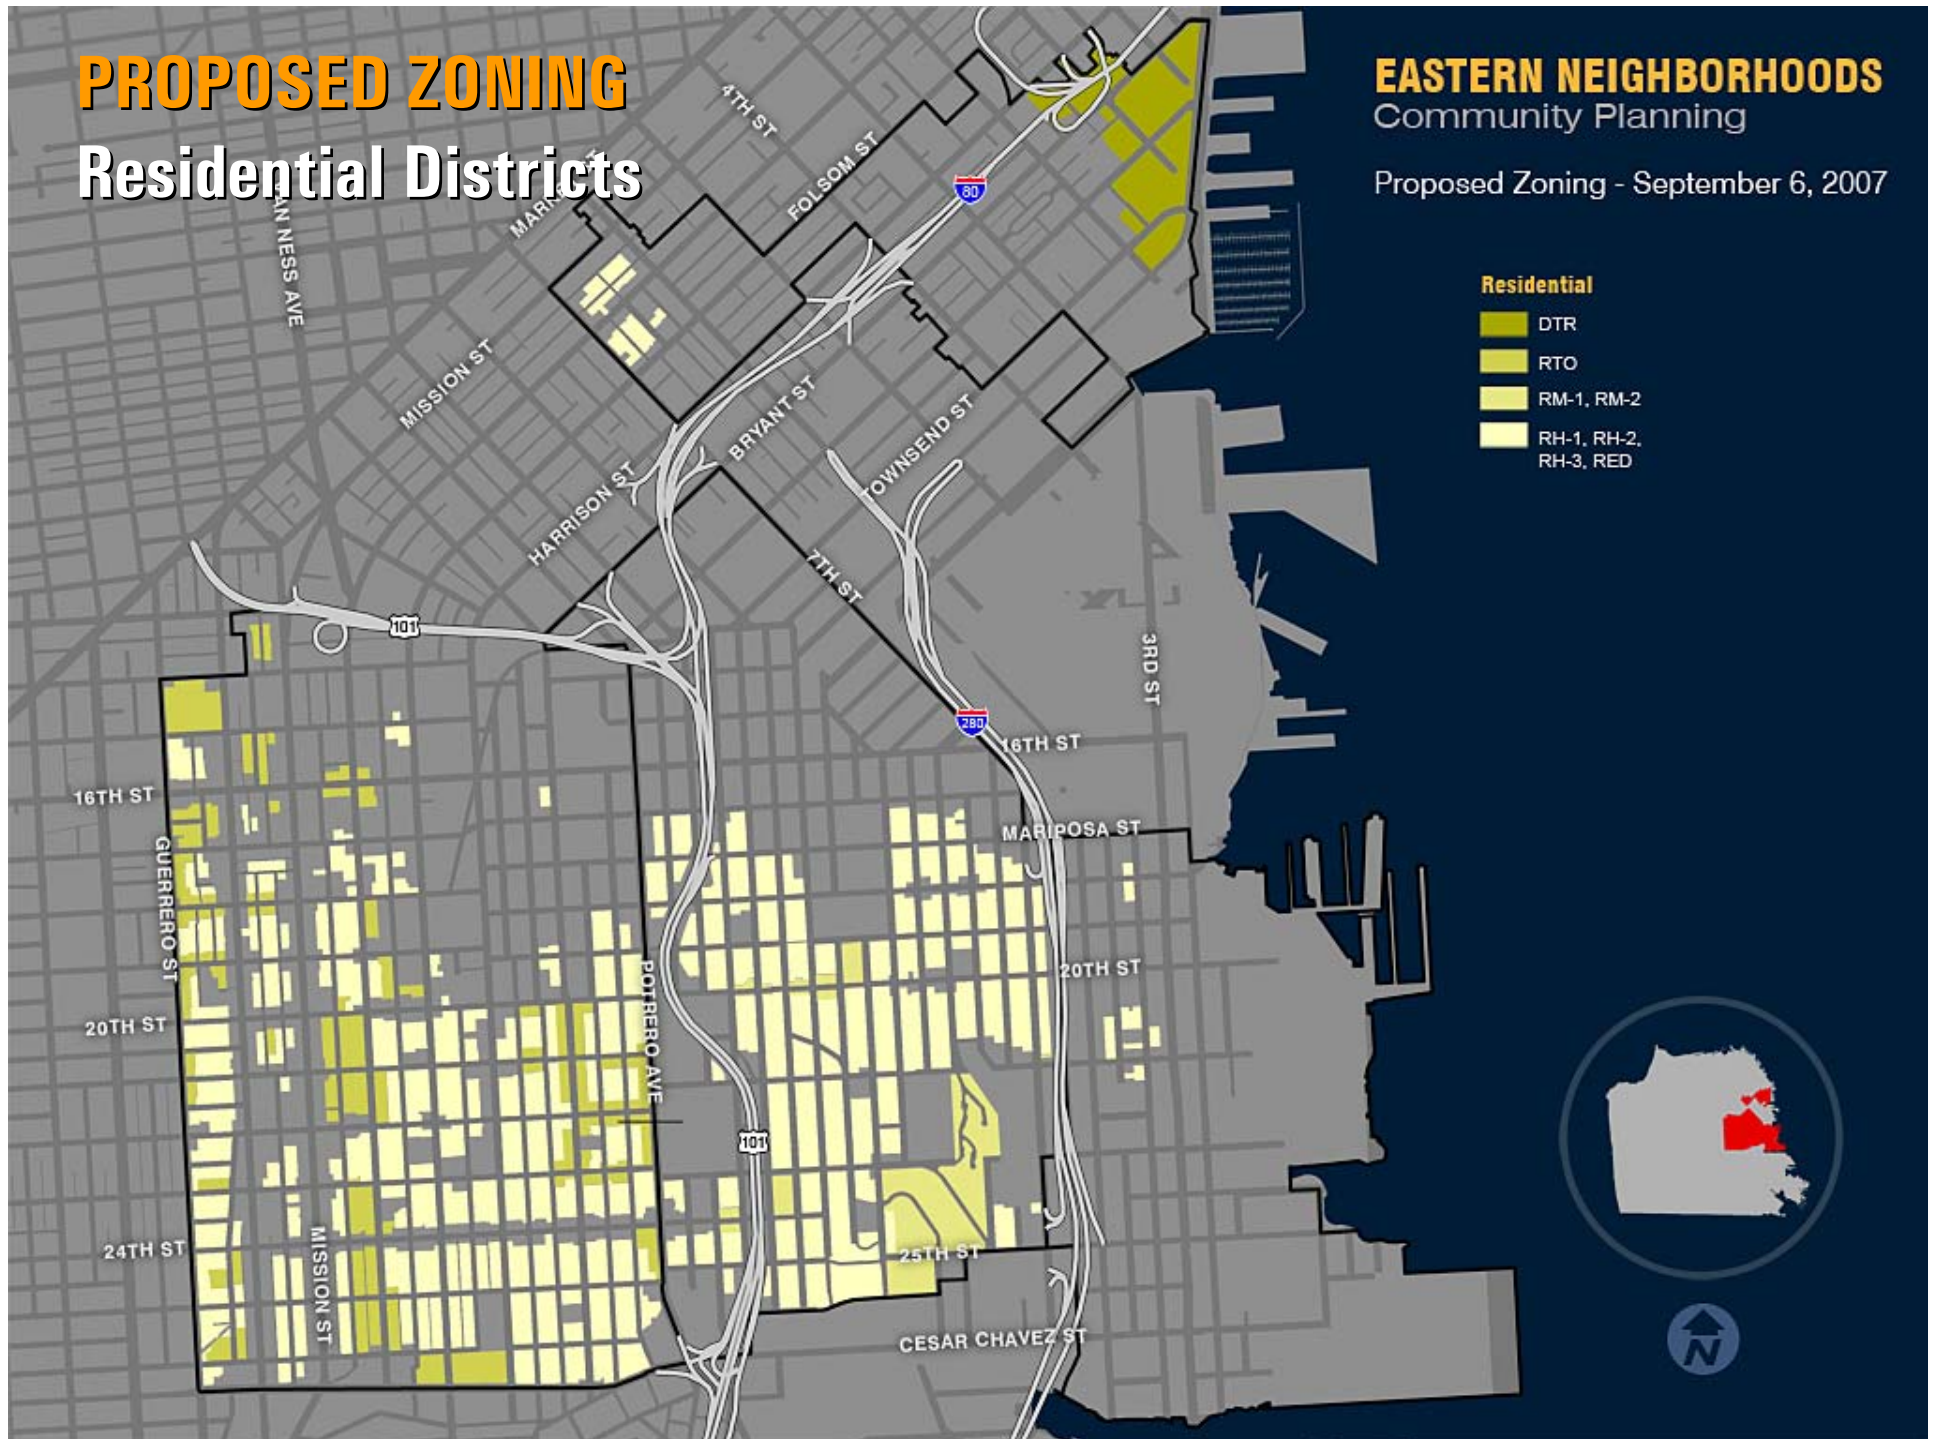 PROPOSED ZONING
Residential Districts
EASTERN NEIGHBORHOODS
Community Planning
Proposed Zoning - September 6, 2007
Residential
DTR
RTO
RM-1, RM-2
RH-1, RH-2,
RH-3, RED
4TH ST
FOLSOM ST
80
NESS AVE
MISSION ST
BRYANT ST
TOWNSEND ST
HARRISON ST
7TH ST
101
3RD ST
280
16TH ST
16TH ST
MARIPOSA ST
GUERRERO ST
20TH ST
POTRERO AVE
20TH ST
101
24TH ST
MISSION ST
25TH ST
CESAR CHAVEZ ST
N